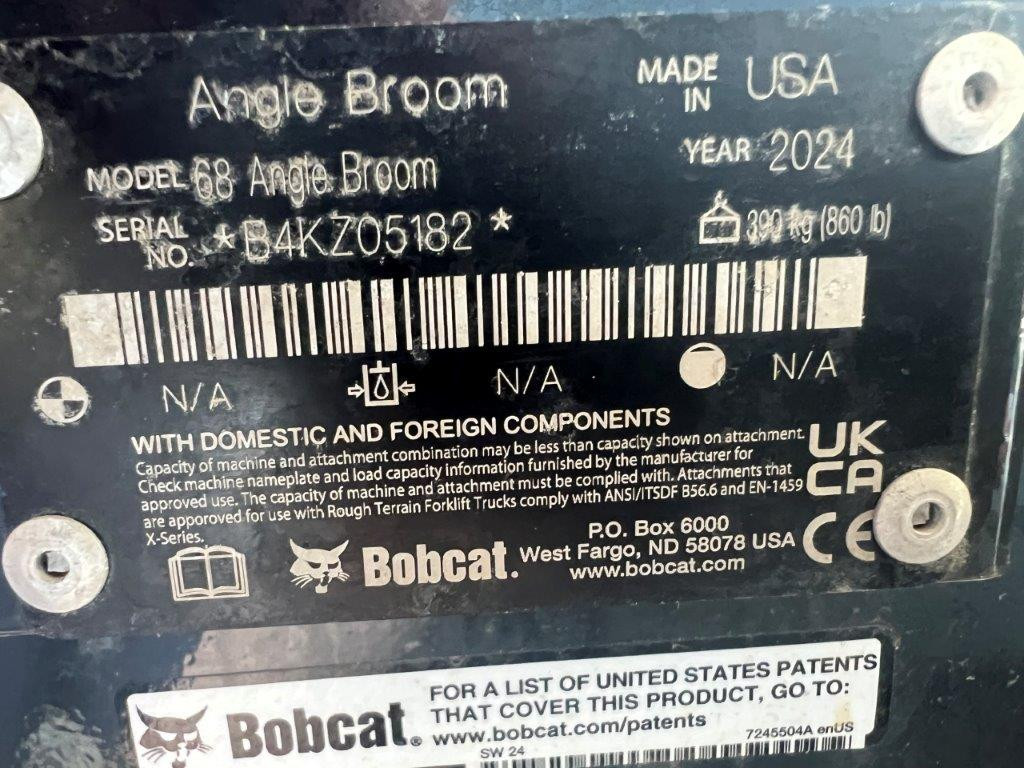 Angle Broom
MADE IN USA
YEAR 2024
MODEL 68 Angle Broom
SERIAL NO. *B4KZ05182*
390 kg (860 lb)
N/A N/A N/A
WITH DOMESTIC AND FOREIGN COMPONENTS
Capacity of machine and attachment combination may be less than capacity shown on attachment.
Check machine nameplate and load capacity information furnished by the manufacturer for
approved use. The capacity of machine and attachment must be complied with. Attachments that
are apporoved for use with Rough Terrain Forklift Trucks comply with ANSI/ITSDF B56.6 and EN-1459
X-Series.
UK
CA
Bobcat.
P.O. Box 6000
West Fargo, ND 58078 USA
www.bobcat.com
CE
Bobcat.
FOR A LIST OF UNITED STATES PATENTS
THAT COVER THIS PRODUCT, GO TO:
www.bobcat.com/patents
SW 24
7245504A enUS